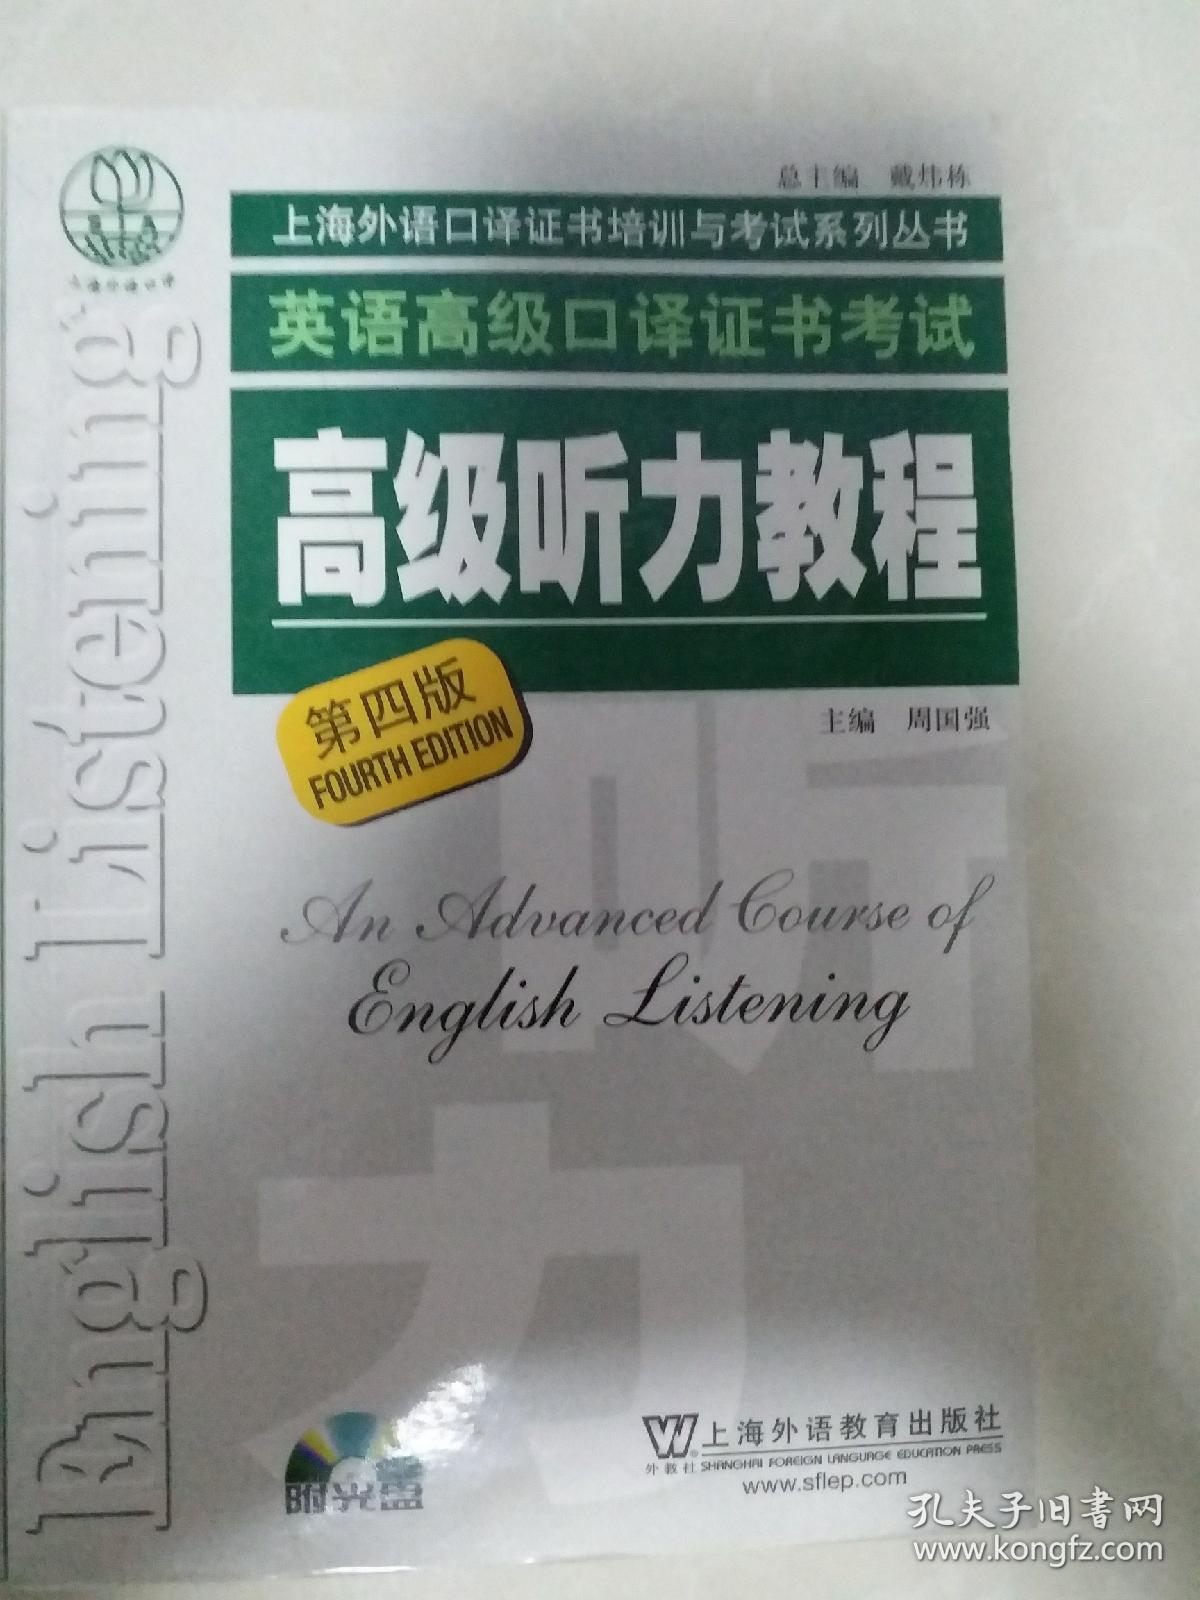 总主编 戴炜栋
上海外语口译证书培训与考试系列丛书
英语高级口译证书考试
高级听力教程
第四版
FOURTH EDITION
主编 周国强
听力
An Advanced Course of
English Listening
English Listening
附光盘
上海外语教育出版社
外教社 SHANGHAI FOREIGN LANGUAGE EDUCATION PRESS
www.sflep.com
孔夫子旧书网
www.kongfz.com